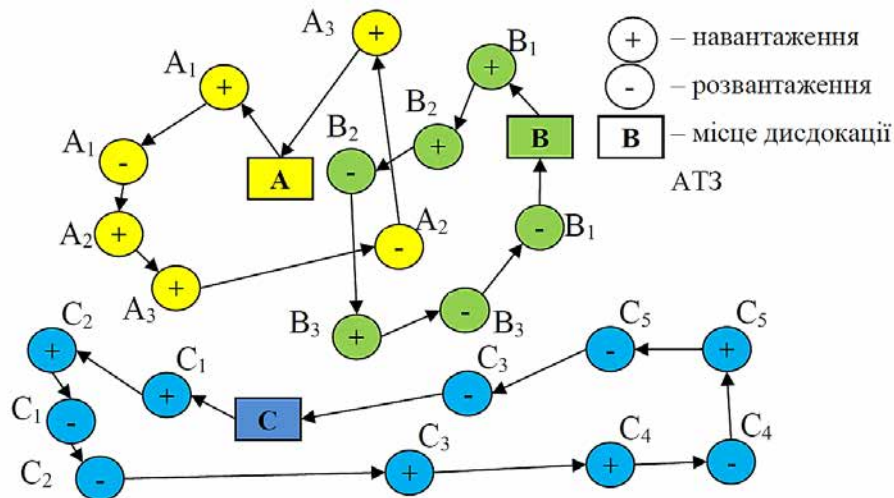 A₃
+
B₁
+
+ – навантаження
A₁
+
B₂
+
- – розвантаження
A₁
-
B₂
-
B
B – місце дисдокації
A
АТЗ
A₂
+
A₂
-
-
B₁
A₃
+
B₃
+
-
B₃
C₂
+
C₁
+
C₃
-
C₅
-
C₅
+
C₁
-
C
C₂
-
C₃
+
C₄
+
C₄
-